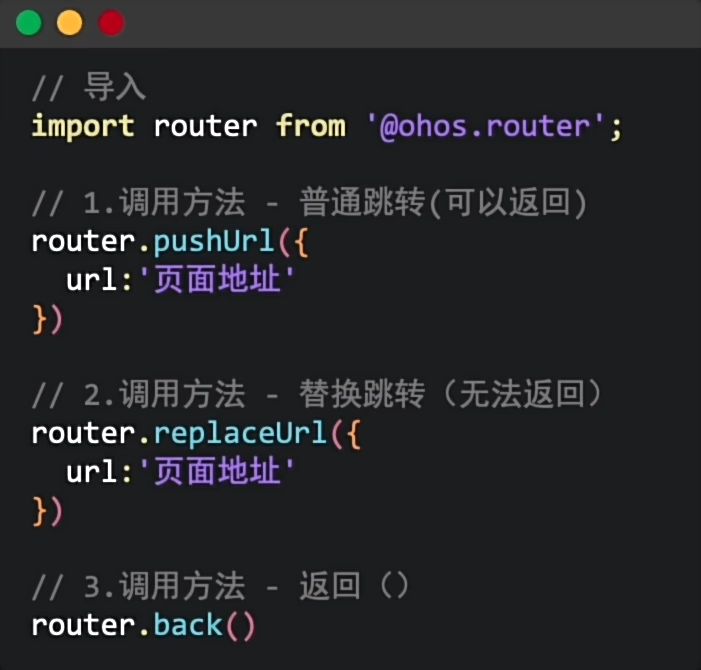 // 导入
import router from '@ohos.router';
// 1.调用方法 - 普通跳转(可以返回)
router.pushUrl({
  url:'页面地址'
})
// 2.调用方法 - 替换跳转（无法返回）
router.replaceUrl({
  url:'页面地址'
})
// 3.调用方法 - 返回（）
router.back()